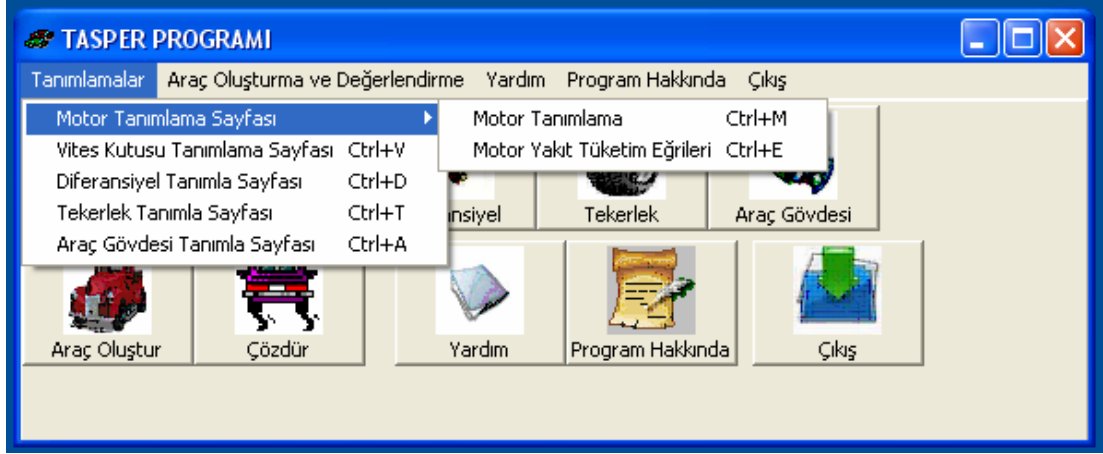 TASPER PROGRAMI
Tanımlamalar Araç Oluşturma ve Değerlendirme Yardım Program Hakkında Çıkış
Motor Tanımlama Sayfası
Vites Kutusu Tanımlama Sayfası Ctrl+V
Diferansiyel Tanımla Sayfası Ctrl+D
Tekerlek Tanımla Sayfası Ctrl+T
Araç Gövdesi Tanımla Sayfası Ctrl+A
Motor Tanımlama Ctrl+M
Motor Yakıt Tüketim Eğrileri Ctrl+E
Tekerlek Araç Gövdesi
Araç Oluştur Çözdür Yardım Program Hakkında Çıkış